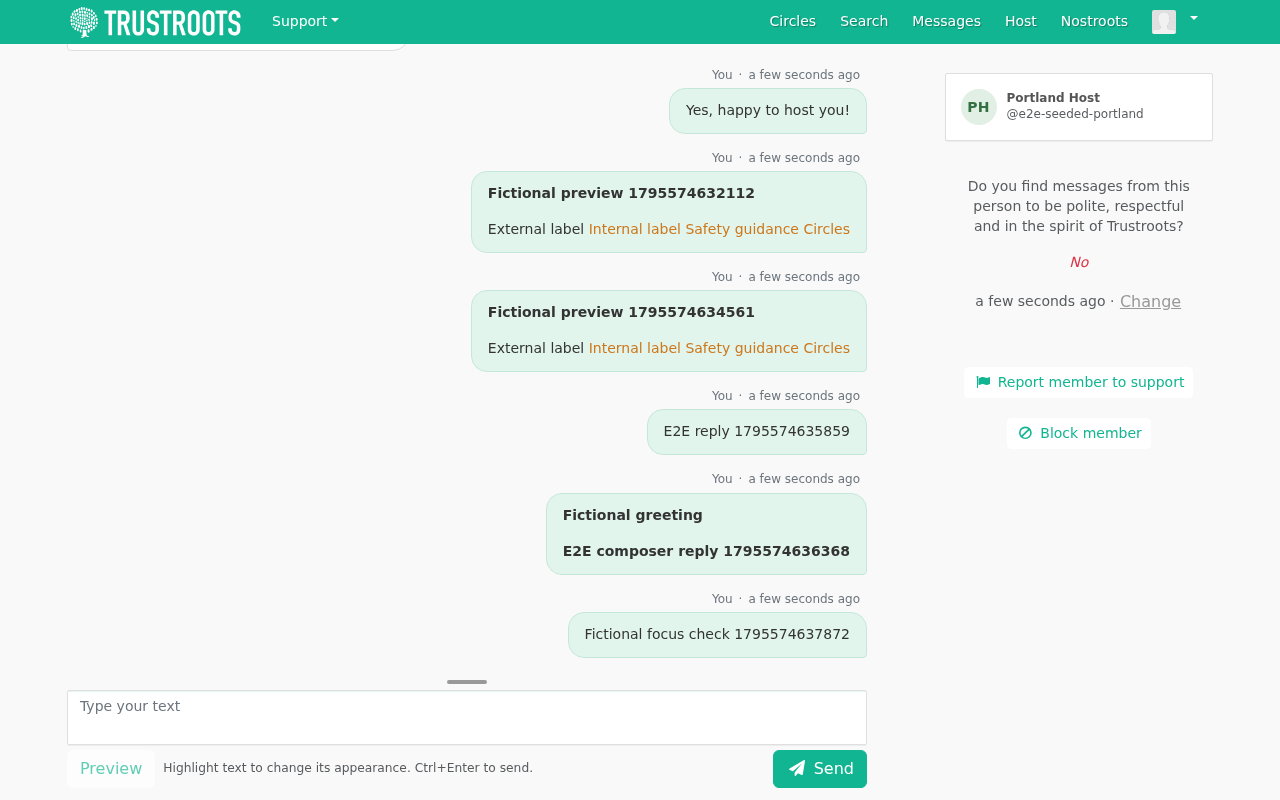 TRUSTROOTS
Support
Circles
Search
Messages
Host
Nostroots
You · a few seconds ago
Yes, happy to host you!
You · a few seconds ago
Fictional preview 1795574632112
External label Internal label Safety guidance Circles
You · a few seconds ago
Fictional preview 1795574634561
External label Internal label Safety guidance Circles
You · a few seconds ago
E2E reply 1795574635859
You · a few seconds ago
Fictional greeting
E2E composer reply 1795574636368
You · a few seconds ago
Fictional focus check 1795574637872
Type your text
Preview
Highlight text to change its appearance. Ctrl+Enter to send.
Send
PH
Portland Host
@e2e-seeded-portland
Do you find messages from this
person to be polite, respectful
and in the spirit of Trustroots?
No
a few seconds ago · Change
Report member to support
Block member